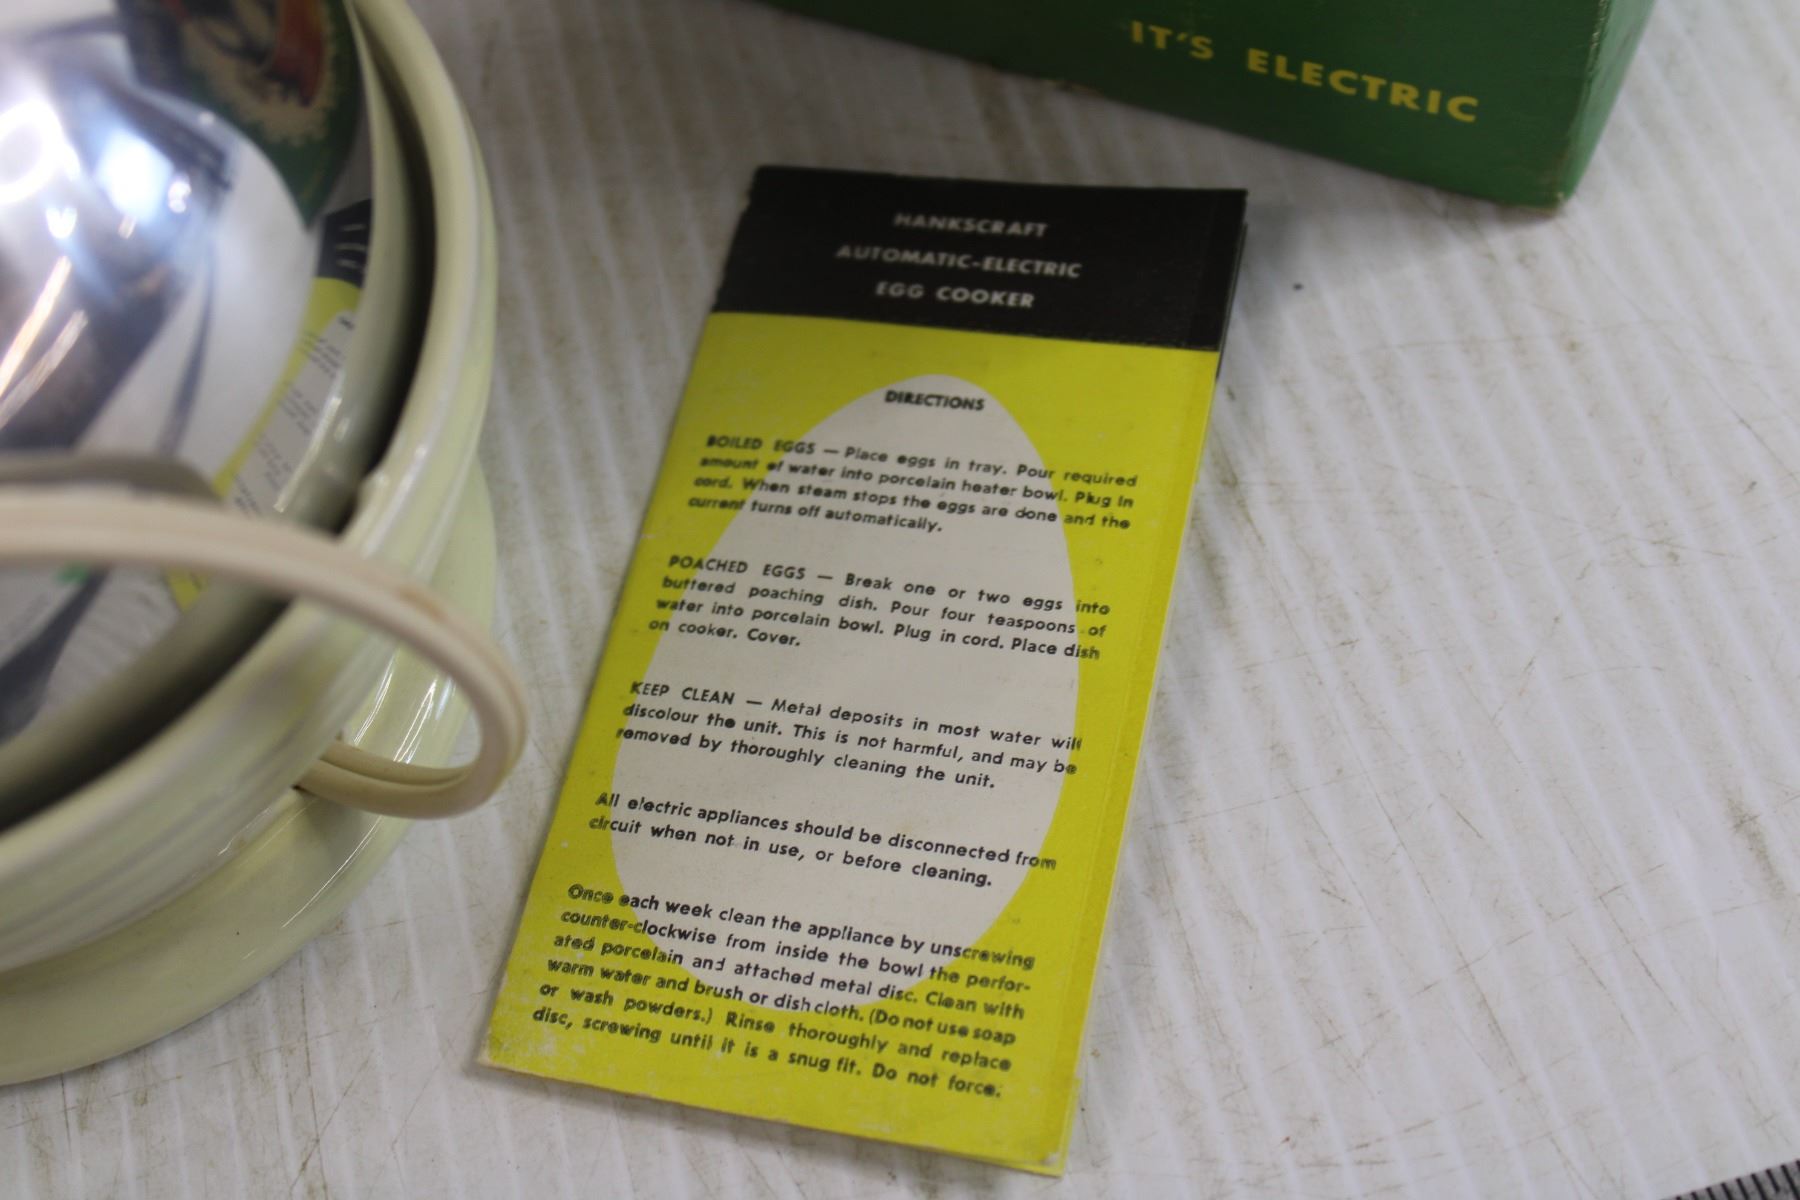 IT'S ELECTRIC
HANKSCRAFT
AUTOMATIC-ELECTRIC
EGG COOKER
DIRECTIONS
BOILED EGGS — Place eggs in tray. Pour required
amount of water into porcelain heater bowl. Plug in
cord. When steam stops the eggs are done and the
current turns off automatically.
POACHED EGGS — Break one or two eggs into
buttered poaching dish. Pour four teaspoons of
water into porcelain bowl. Plug in cord. Place dish
on cooker. Cover.
KEEP CLEAN — Metal deposits in most water will
discolour the unit. This is not harmful, and may be
removed by thoroughly cleaning the unit.
All electric appliances should be disconnected from
circuit when not in use, or before cleaning.
Once each week clean the appliance by unscrewing
counter-clockwise from inside the bowl the perfor-
ated porcelain and attached metal disc. Clean with
warm water and brush or dish cloth. (Do not use soap
or wash powders.) Rinse thoroughly and replace
disc, screwing until it is a snug fit. Do not force.